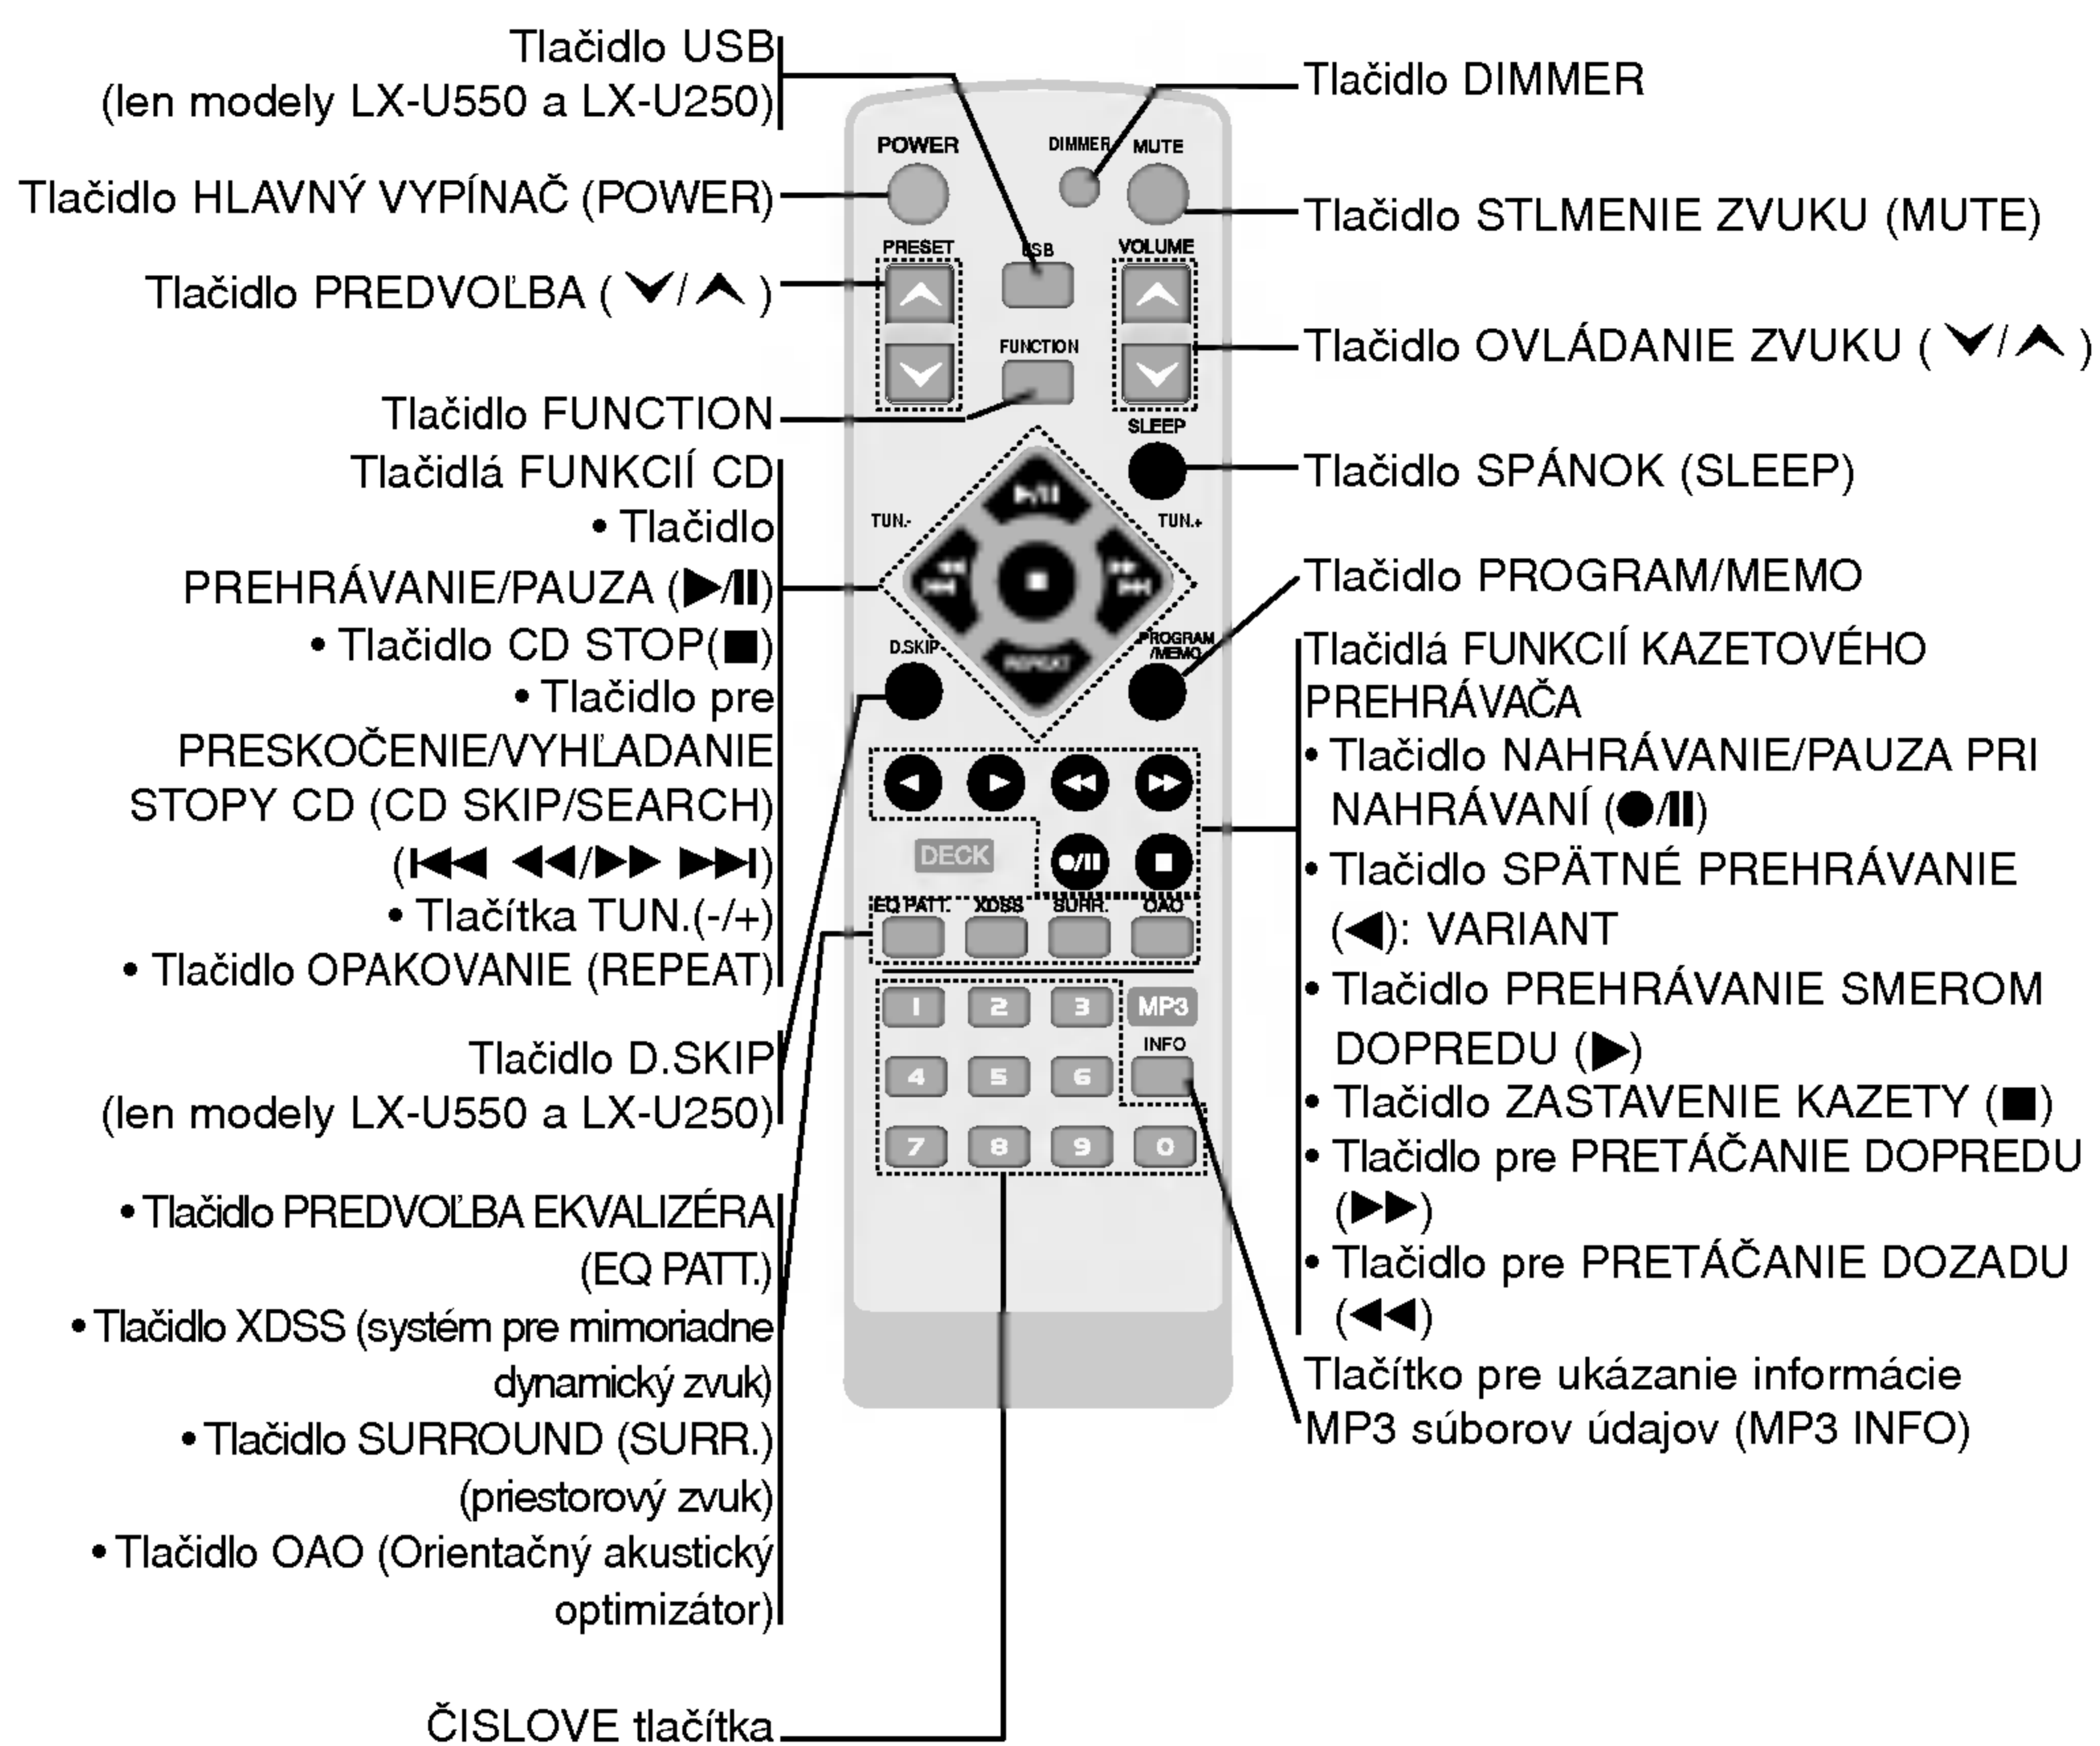 Tlačidlo USB
(len modely LX-U550 a LX-U250)
Tlačidlo HLAVNÝ VYPÍNAČ (POWER)
Tlačidlo PREDVOĽBA ( ⌄/⌃ )
Tlačidlo FUNCTION
Tlačidlá FUNKCIÍ CD
• Tlačidlo
PREHRÁVANIE/PAUZA (▶/II)
• Tlačidlo CD STOP(■)
• Tlačidlo pre
PRESKOČENIE/VYHĽADANIE
STOPY CD (CD SKIP/SEARCH)
(I◀◀ ◀◀/▶▶ ▶▶I)
• Tlačítka TUN.(-/+)
• Tlačidlo OPAKOVANIE (REPEAT)
Tlačidlo D.SKIP
(len modely LX-U550 a LX-U250)
• Tlačidlo PREDVOĽBA EKVALIZÉRA
(EQ PATT.)
• Tlačidlo XDSS (systém pre mimoriadne
dynamický zvuk)
• Tlačidlo SURROUND (SURR.)
(priestorový zvuk)
• Tlačidlo OAO (Orientačný akustický
optimizátor)
ČISLOVE tlačítka
POWER
DIMMER
MUTE
PRESET
USB
VOLUME
FUNCTION
SLEEP
TUN.-
TUN.+
▶/II
◀◀
I◀◀
■
▶▶
▶▶I
REPEAT
D.SKIP
PROGRAM
/MEMO
◀ ▶ ◀◀ ▶▶
DECK
●/II ■
EQ PATT. XDSS SURR. OAO
1 2 3 MP3
INFO
4 5 6
7 8 9 0
Tlačidlo DIMMER
Tlačidlo STLMENIE ZVUKU (MUTE)
Tlačidlo OVLÁDANIE ZVUKU ( ⌄/⌃ )
Tlačidlo SPÁNOK (SLEEP)
Tlačidlo PROGRAM/MEMO
Tlačidlá FUNKCIÍ KAZETOVÉHO
PREHRÁVAČA
• Tlačidlo NAHRÁVANIE/PAUZA PRI
NAHRÁVANÍ (●/II)
• Tlačidlo SPÄTNÉ PREHRÁVANIE
(◀): VARIANT
• Tlačidlo PREHRÁVANIE SMEROM
DOPREDU (▶)
• Tlačidlo ZASTAVENIE KAZETY (■)
• Tlačidlo pre PRETÁČANIE DOPREDU
(▶▶)
• Tlačidlo pre PRETÁČANIE DOZADU
(◀◀)
Tlačítko pre ukázanie informácie
MP3 súborov údajov (MP3 INFO)